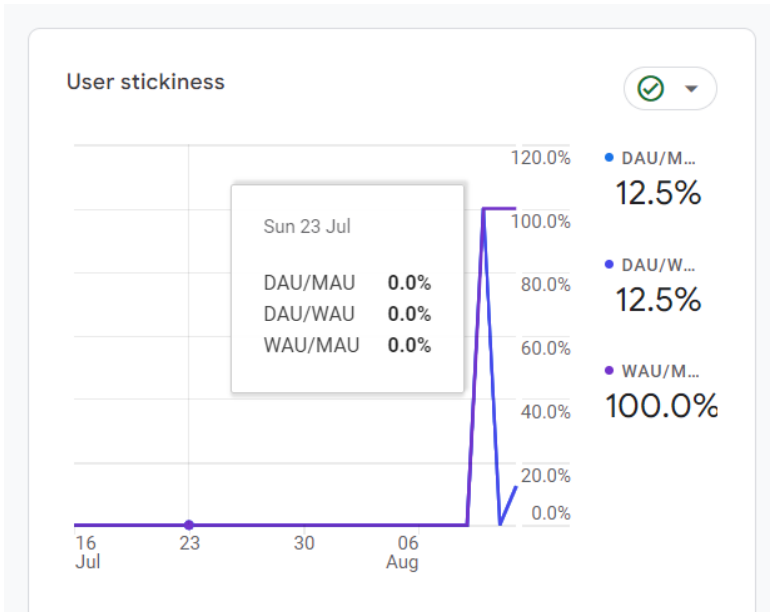 User stickiness
120.0%
100.0%
80.0%
60.0%
40.0%
20.0%
0.0%
Sun 23 Jul
DAU/MAU 0.0%
DAU/WAU 0.0%
WAU/MAU 0.0%
16 23 30 06
Jul Aug
DAU/M...
12.5%
DAU/W...
12.5%
WAU/M...
100.0%